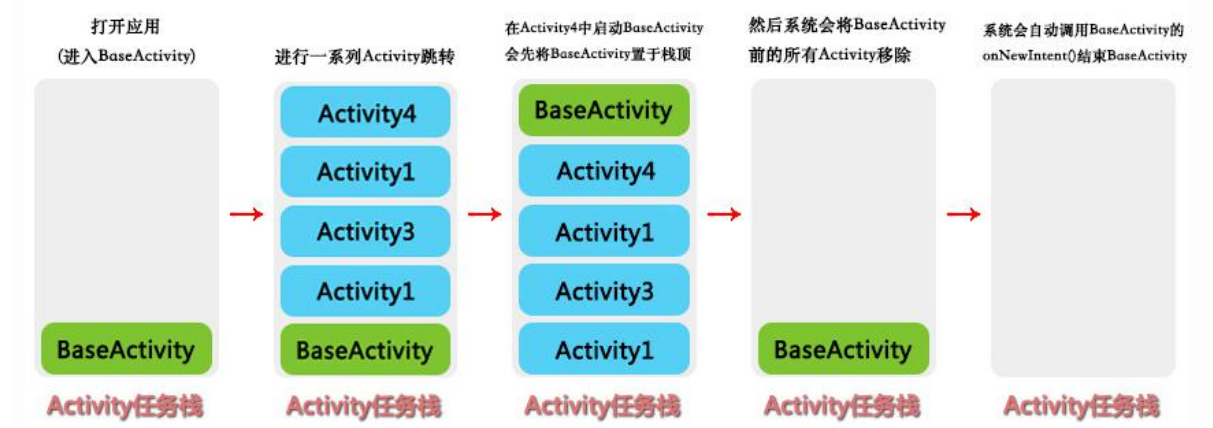 打开应用
(进入BaseActivity)
BaseActivity
Activity任务栈
进行一系列Activity跳转
Activity4
Activity1
Activity3
Activity1
BaseActivity
Activity任务栈
在Activity4中启动BaseActivity
会先将BaseActivity置于栈顶
BaseActivity
Activity4
Activity1
Activity3
Activity1
Activity任务栈
然后系统会将BaseActivity
前的所有Activity移除
BaseActivity
Activity任务栈
系统会自动调用BaseActivity的
onNewIntent()结束BaseActivity
Activity任务栈